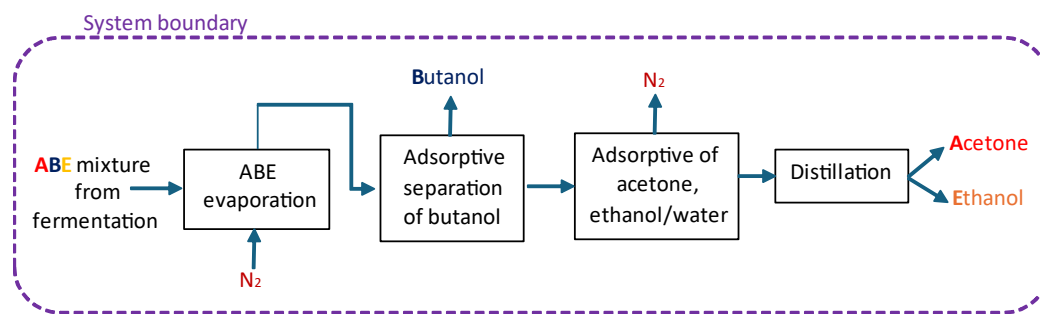 System boundary
ABE mixture
from
fermentation
ABE
evaporation
N2
Butanol
Adsorptive
separation
of butanol
N2
Adsorptive of
acetone,
ethanol/water
Distillation
Acetone
Ethanol